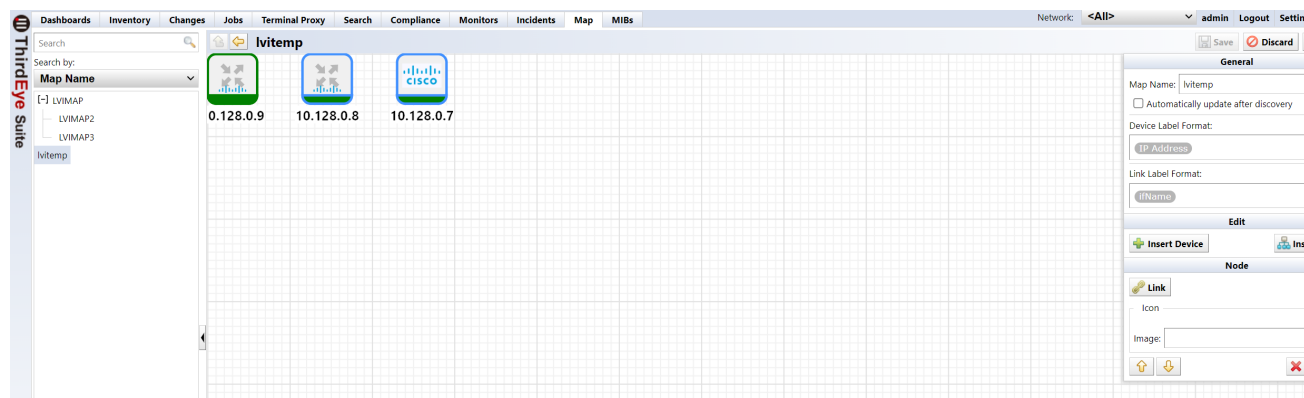 Dashboards Inventory Changes Jobs Terminal Proxy Search Compliance Monitors Incidents Map MIBs Network: <All> admin Logout Settin
ThirdEye Suite
Search
lvitemp
Save Discard
Search by:
Map Name
[-] LVIMAP
LVIMAP2
LVIMAP3
lvitemp
CISCO
0.128.0.9 10.128.0.8 10.128.0.7
General
Map Name: lvitemp
Automatically update after discovery
Device Label Format:
IP Address
Link Label Format:
ifName
Edit
Insert Device Ins
Node
Link
Icon
Image: